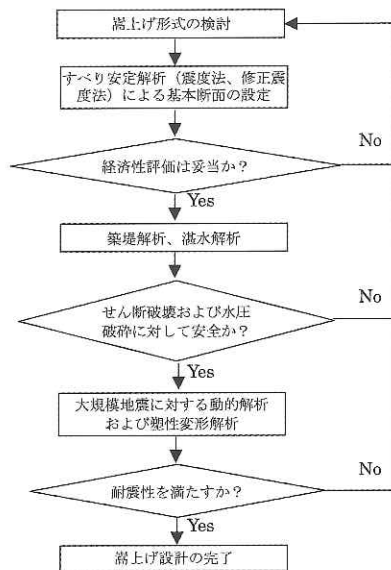 嵩上げ形式の検討
すべり安定解析（震度法、修正震
度法）による基本断面の設定
No
経済性評価は妥当か？
Yes
築堤解析、湛水解析
No
せん断破壊および水圧
破砕に対して安全か？
Yes
大規模地震に対する動的解析
および塑性変形解析
No
耐震性を満たすか？
Yes
嵩上げ設計の完了